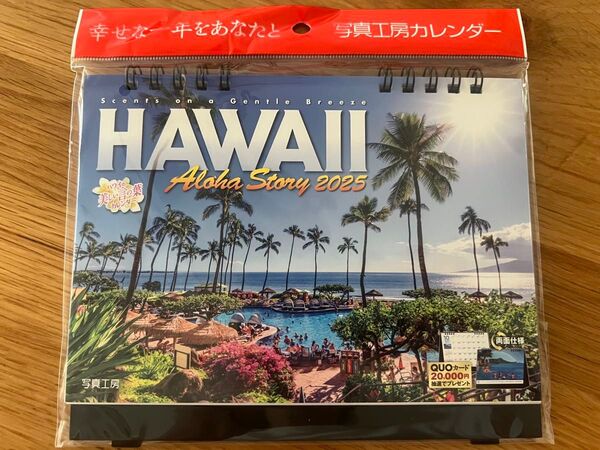 幸せな一年をあなたと 写真工房カレンダー
Scents on a Gentle Breeze
HAWAII
Aloha Story 2025
両面仕様
QUOカード
20,000円
抽選でプレゼント
写真工房